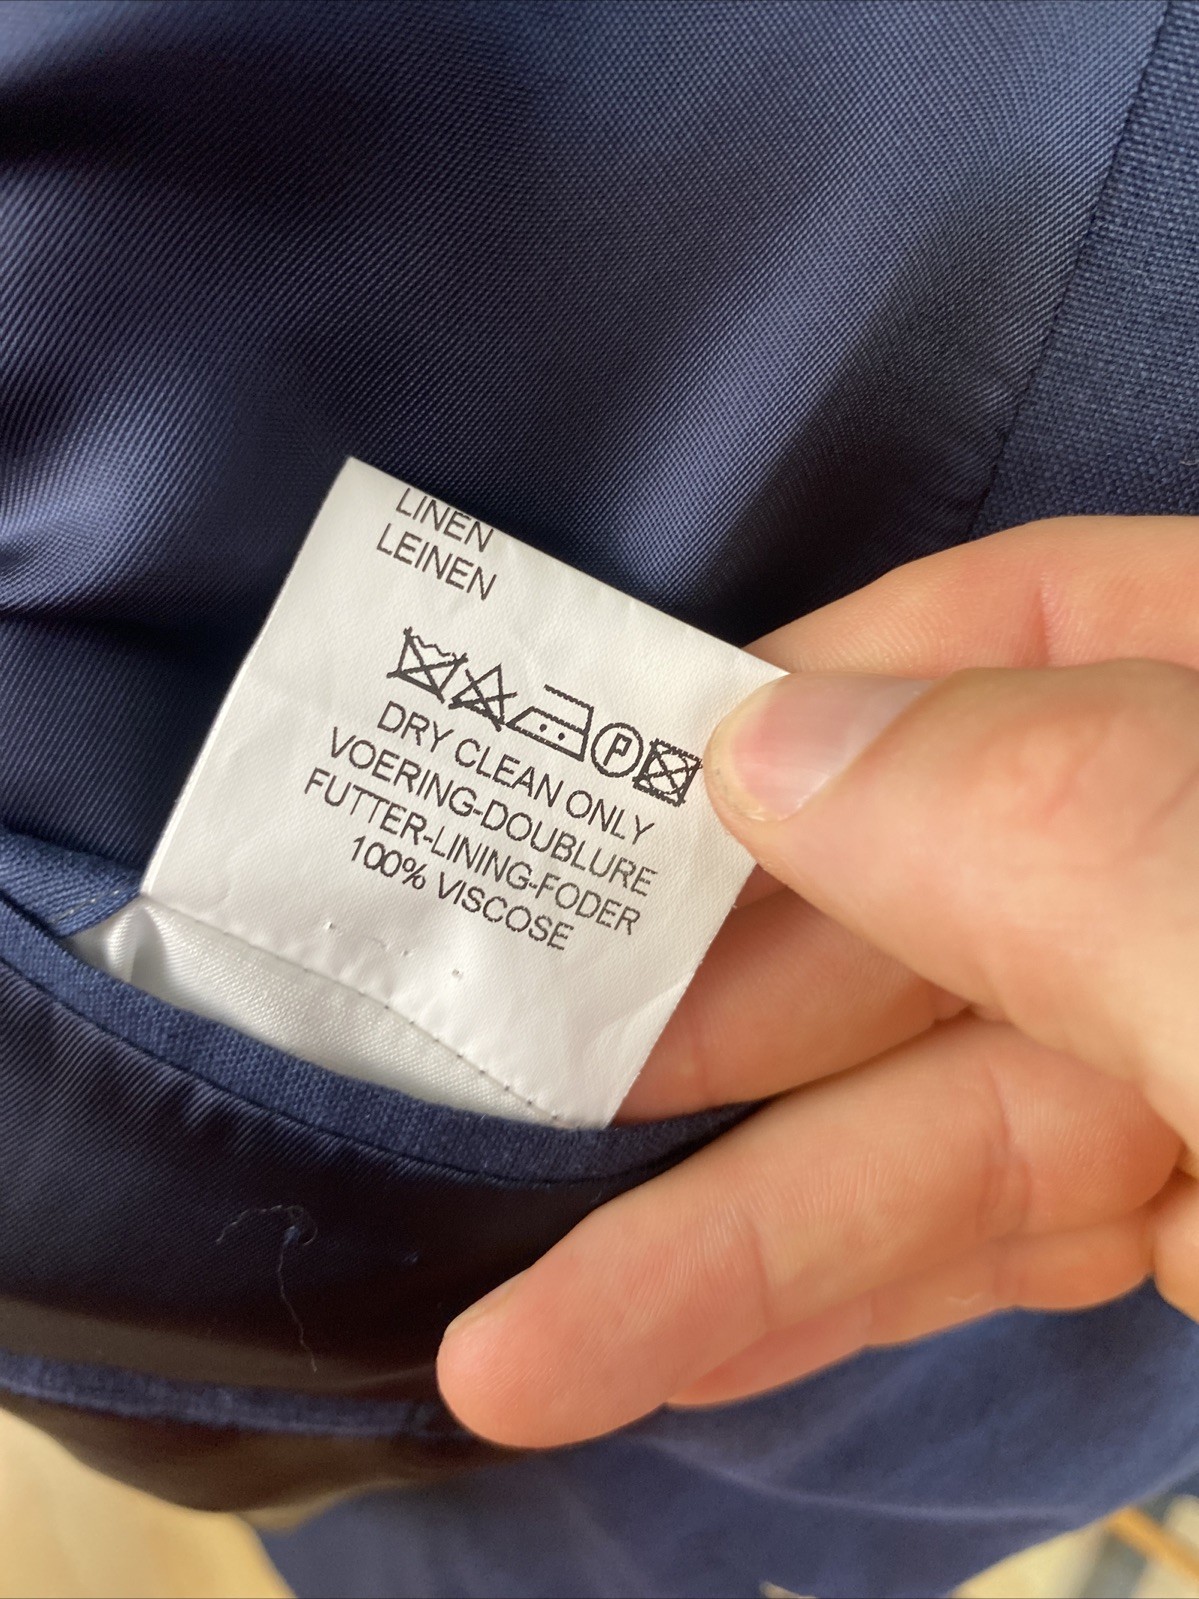 LINEN
LEINEN
P
DRY CLEAN ONLY
VOERING-DOUBLURE
FUTTER-LINING-FODER
100% VISCOSE